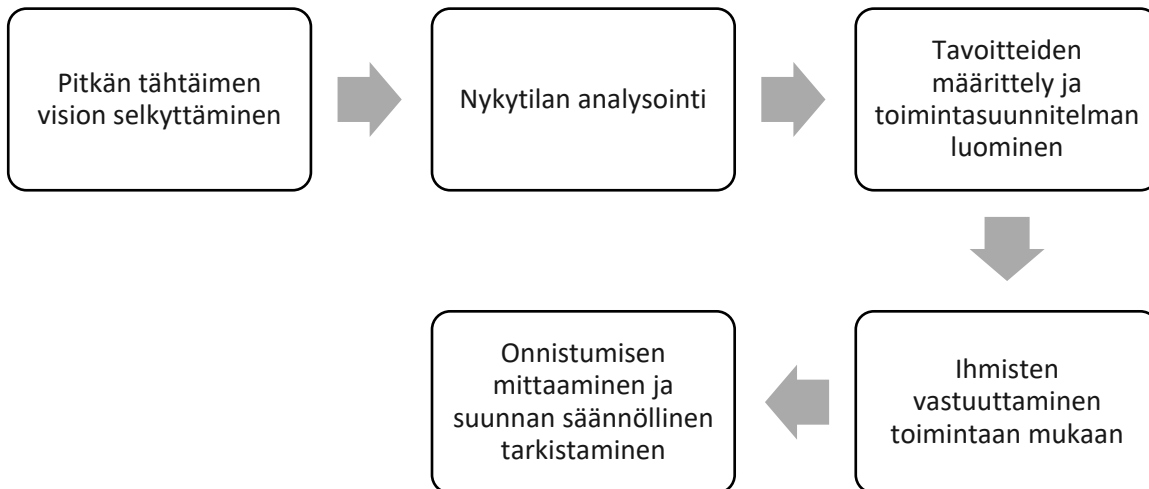 Pitkän tähtäimen
vision selkyttäminen
Nykytilan analysointi
Tavoitteiden
määrittely ja
toimintasuunnitelman
luominen
Ihmisten
vastuuttaminen
toimintaan mukaan
Onnistumisen
mittaaminen ja
suunnan säännöllinen
tarkistaminen